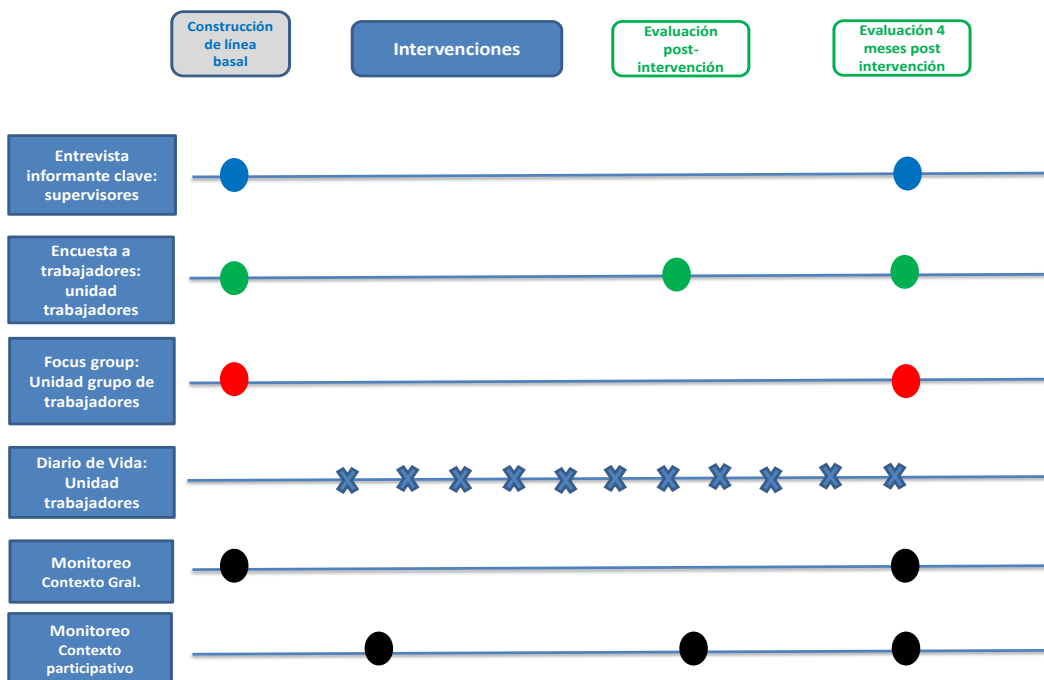 Construcción
de línea
basal
Intervenciones
Evaluación
post-
intervención
Evaluación 4
meses post
intervención
Entrevista
informante clave:
supervisores
Encuesta a
trabajadores:
unidad
trabajadores
Focus group:
Unidad grupo de
trabajadores
Diario de Vida:
Unidad
trabajadores
Monitoreo
Contexto Gral.
Monitoreo
Contexto
participativo